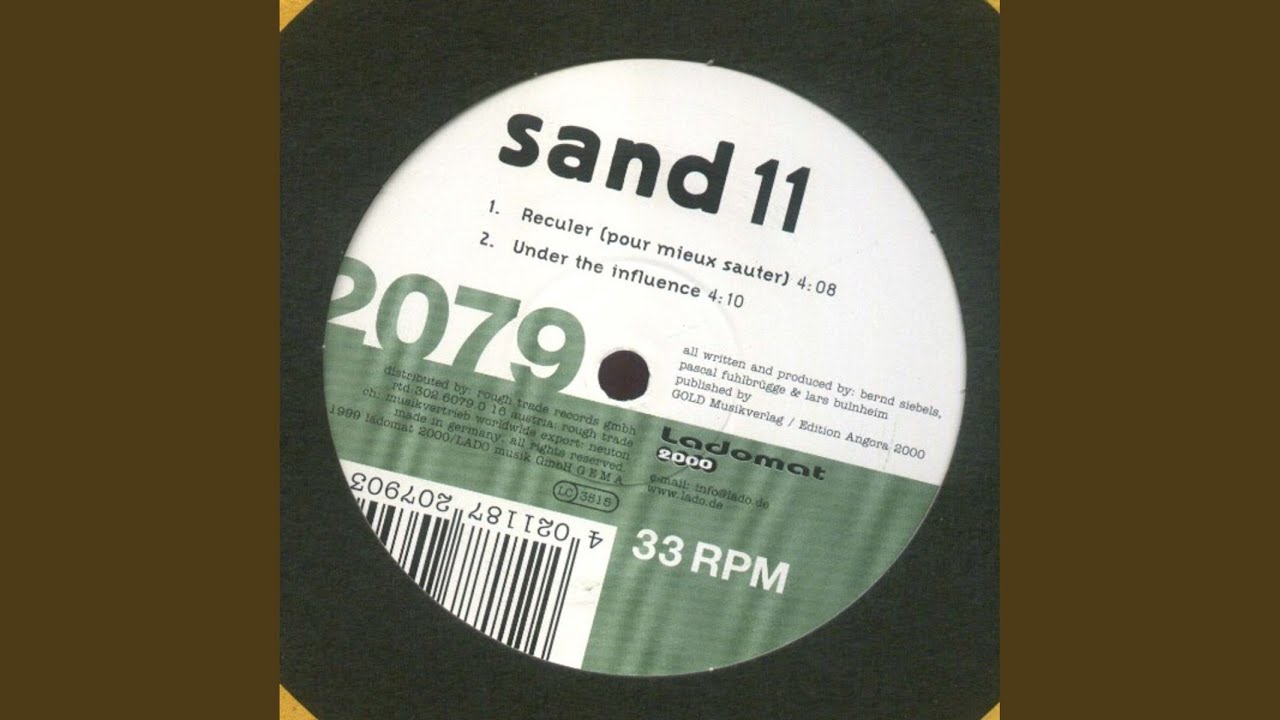 sand 11
1. Reculer (pour mieux sauter) 4:08
2. Under the influence 4:10
2079
all written and produced by: bernd siebels,
pascal fuhlbrügge & lars bulnheim
published by
GOLD Musikverlag / Edition Angora 2000
distributed by: rough trade records gmbh
rtd 302 6079 0 16 austria: rough trade
ch: musikvertrieb worldwide export: neuton
made in germany. all rights reserved.
1999 ladomat 2000/LADO musik GmbH G E M A
LC 3515
Ladomat
2000
e-mail: info@lado.de
www.lado.de
33 RPM
4 021187 207903